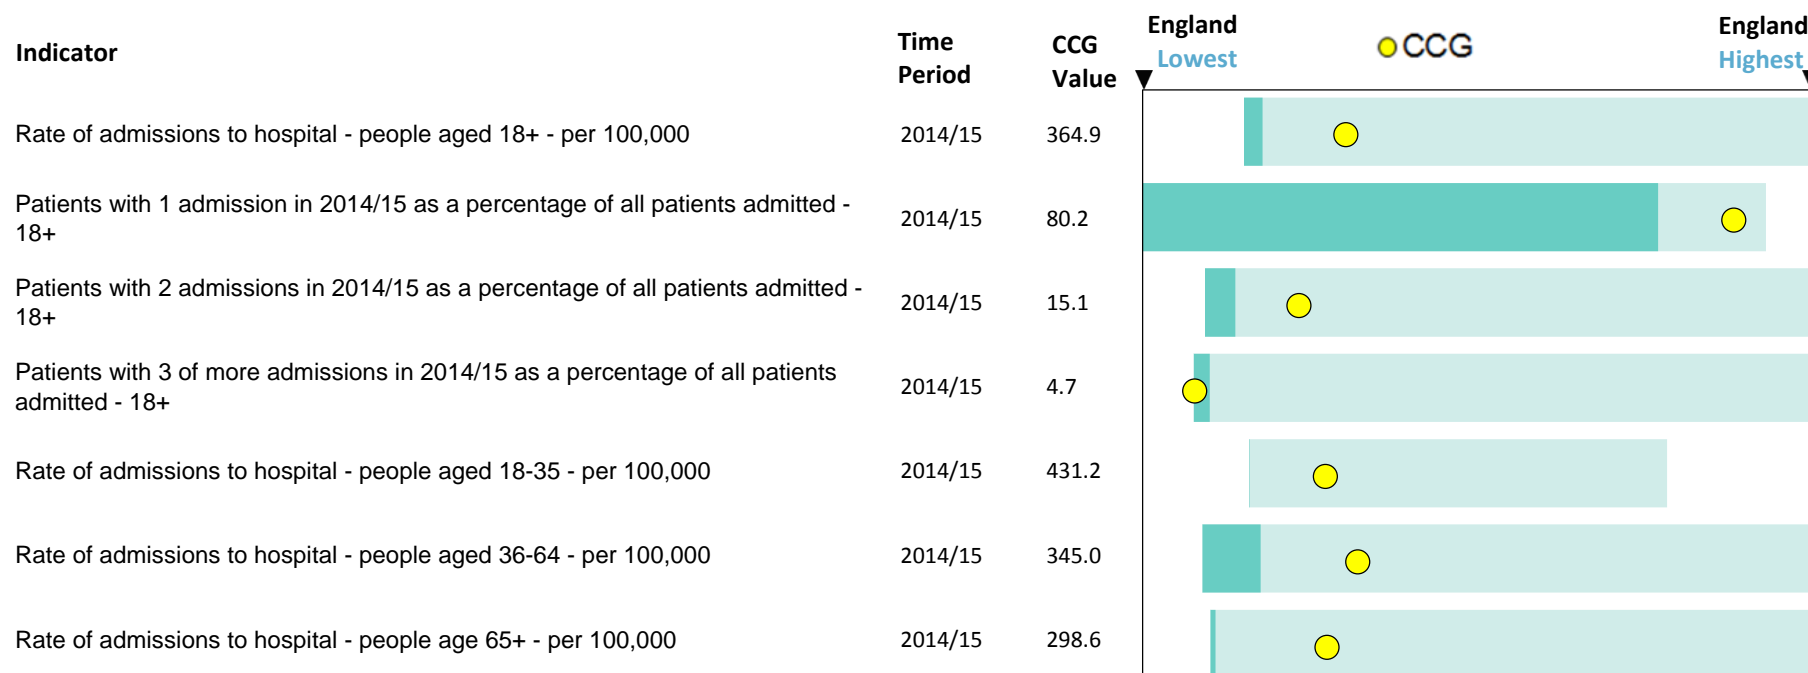 Indicator
Time
Period
CCG
Value
England
Lowest
CCG
England
Highest
Rate of admissions to hospital - people aged 18+ - per 100,000
2014/15
364.9
Patients with 1 admission in 2014/15 as a percentage of all patients admitted -
18+
2014/15
80.2
Patients with 2 admissions in 2014/15 as a percentage of all patients admitted -
18+
2014/15
15.1
Patients with 3 of more admissions in 2014/15 as a percentage of all patients
admitted - 18+
2014/15
4.7
Rate of admissions to hospital - people aged 18-35 - per 100,000
2014/15
431.2
Rate of admissions to hospital - people aged 36-64 - per 100,000
2014/15
345.0
Rate of admissions to hospital - people age 65+ - per 100,000
2014/15
298.6